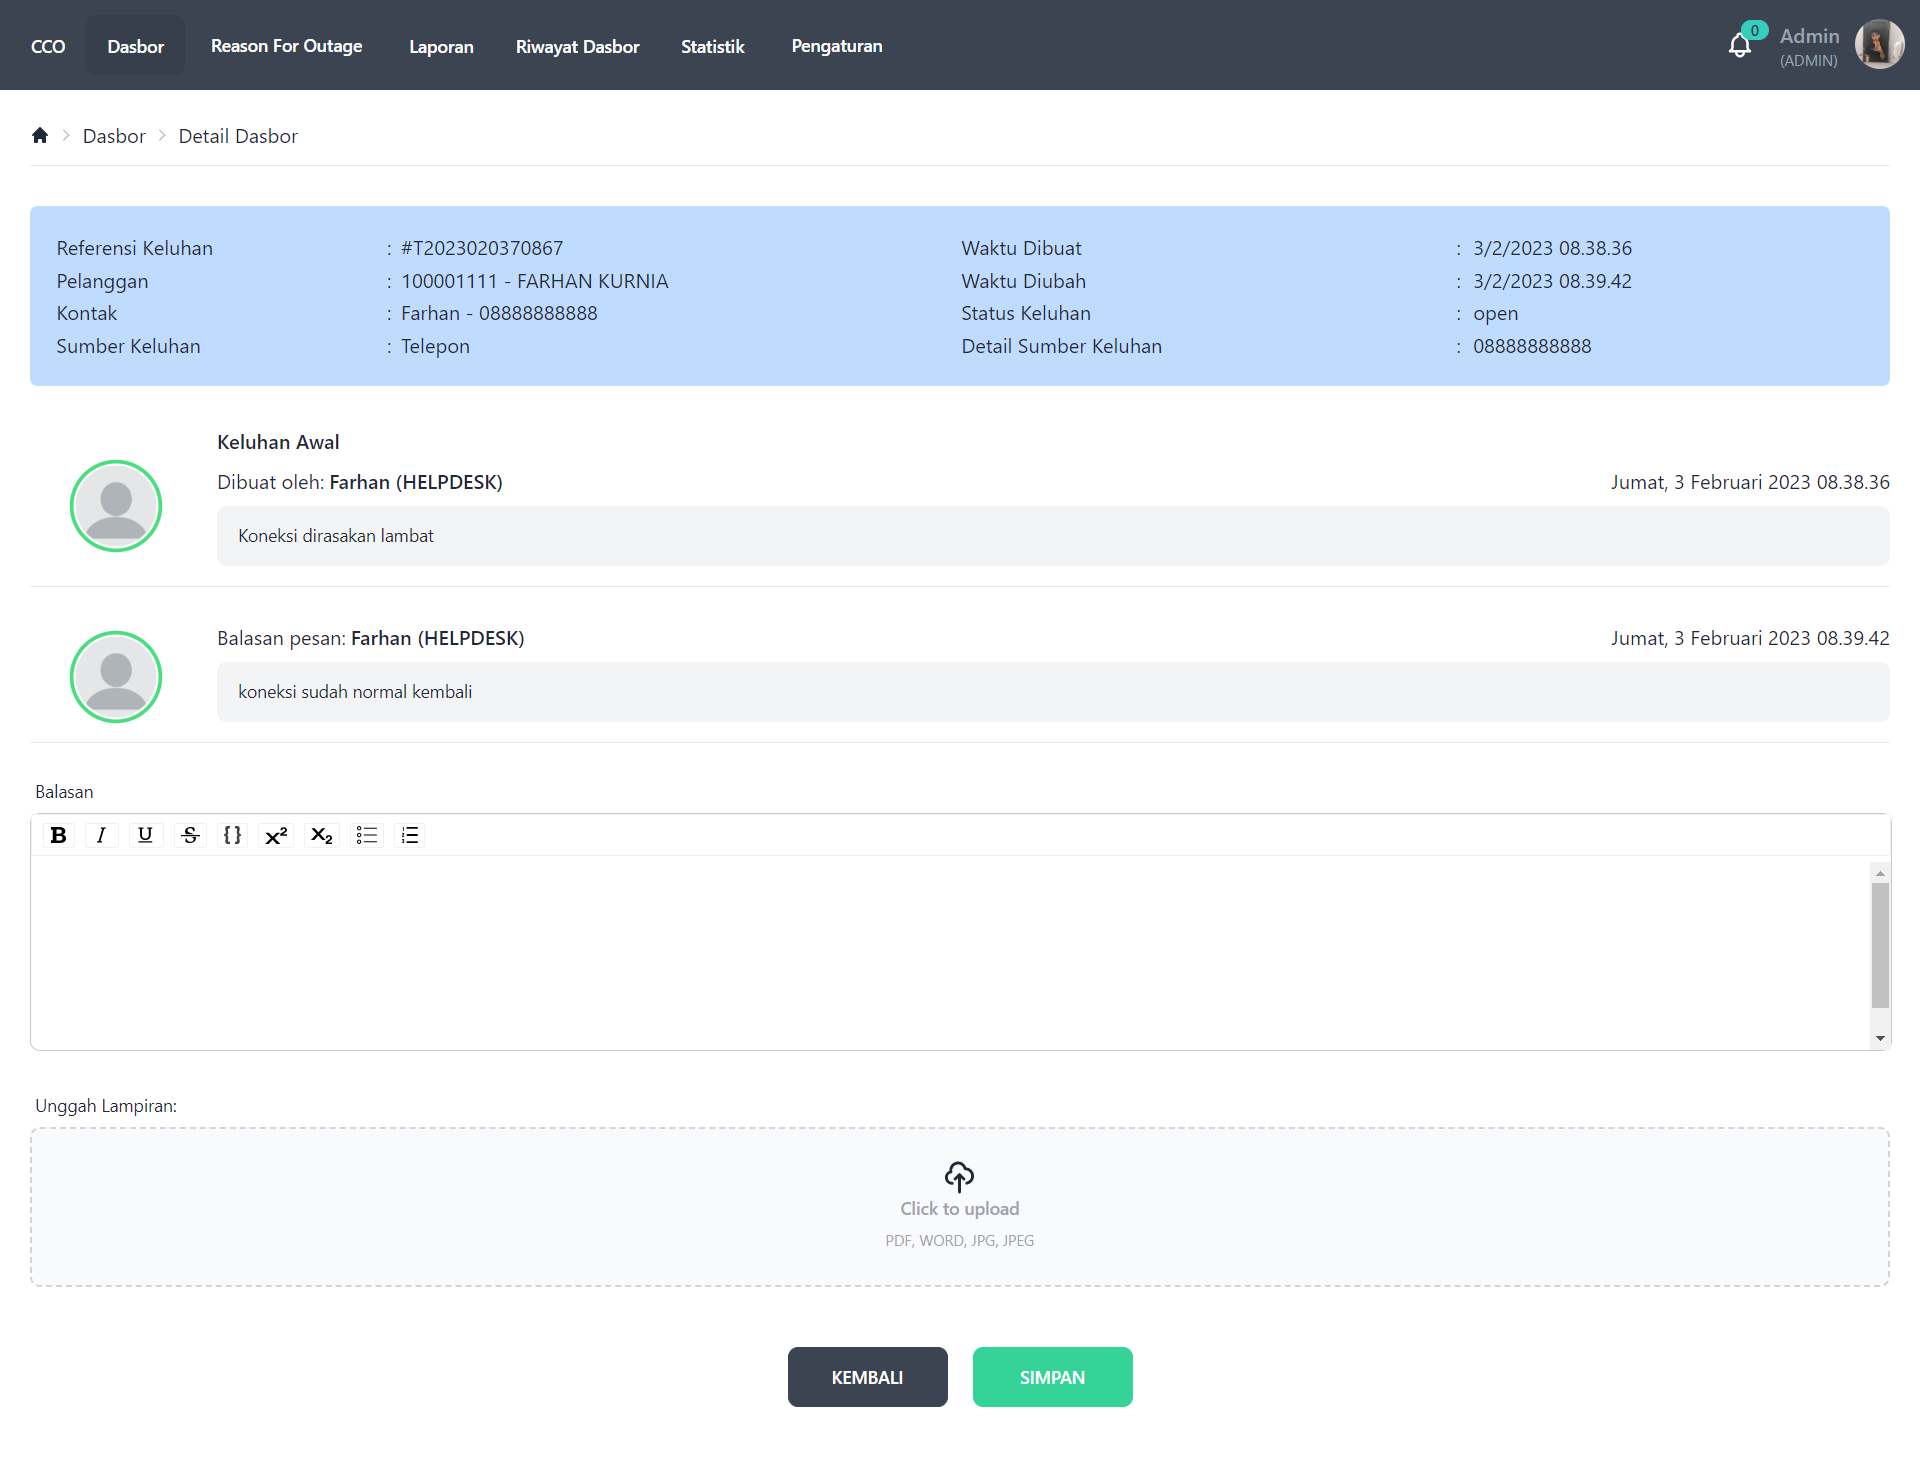 CCO Dasbor Reason For Outage Laporan Riwayat Dasbor Statistik Pengaturan 0 Admin
(ADMIN)
Dasbor Detail Dasbor
Referensi Keluhan : #T2023020370867 Waktu Dibuat : 3/2/2023 08.38.36
Pelanggan : 100001111 - FARHAN KURNIA Waktu Diubah : 3/2/2023 08.39.42
Kontak : Farhan - 08888888888 Status Keluhan : open
Sumber Keluhan : Telepon Detail Sumber Keluhan : 08888888888
Keluhan Awal
Dibuat oleh: Farhan (HELPDESK) Jumat, 3 Februari 2023 08.38.36
Koneksi dirasakan lambat
Balasan pesan: Farhan (HELPDESK) Jumat, 3 Februari 2023 08.39.42
koneksi sudah normal kembali
Balasan
B I U S {} X² X₂
Unggah Lampiran:
Click to upload
PDF, WORD, JPG, JPEG
KEMBALI SIMPAN